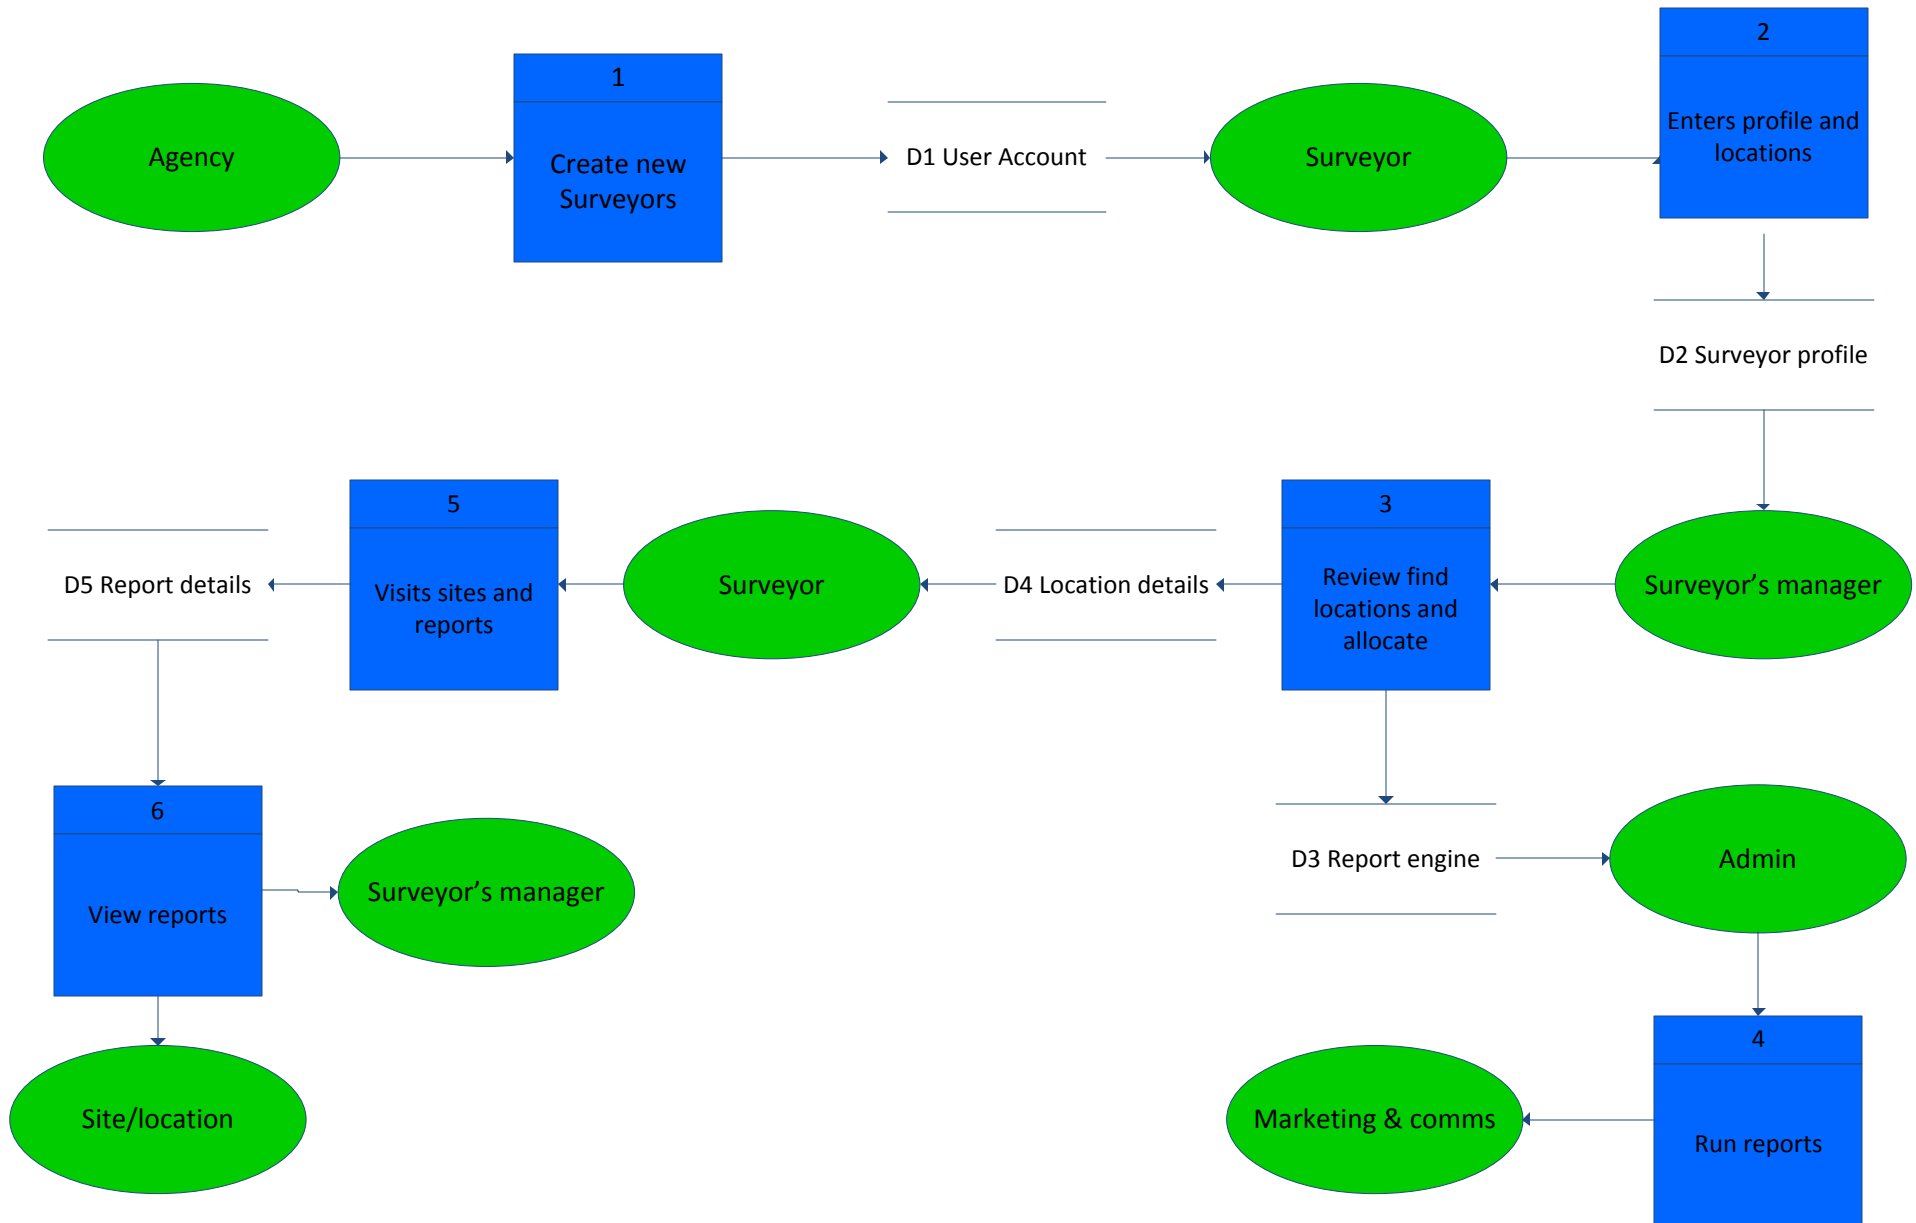 1
Agency
Create new
Surveyors
D1 User Account
Surveyor
2
Enters profile and
locations
D2 Surveyor profile
5
Visits sites and
reports
D5 Report details
Surveyor
D4 Location details
3
Review find
locations and
allocate
Surveyor’s manager
6
View reports
Surveyor’s manager
D3 Report engine
Admin
Site/location
Marketing & comms
4
Run reports